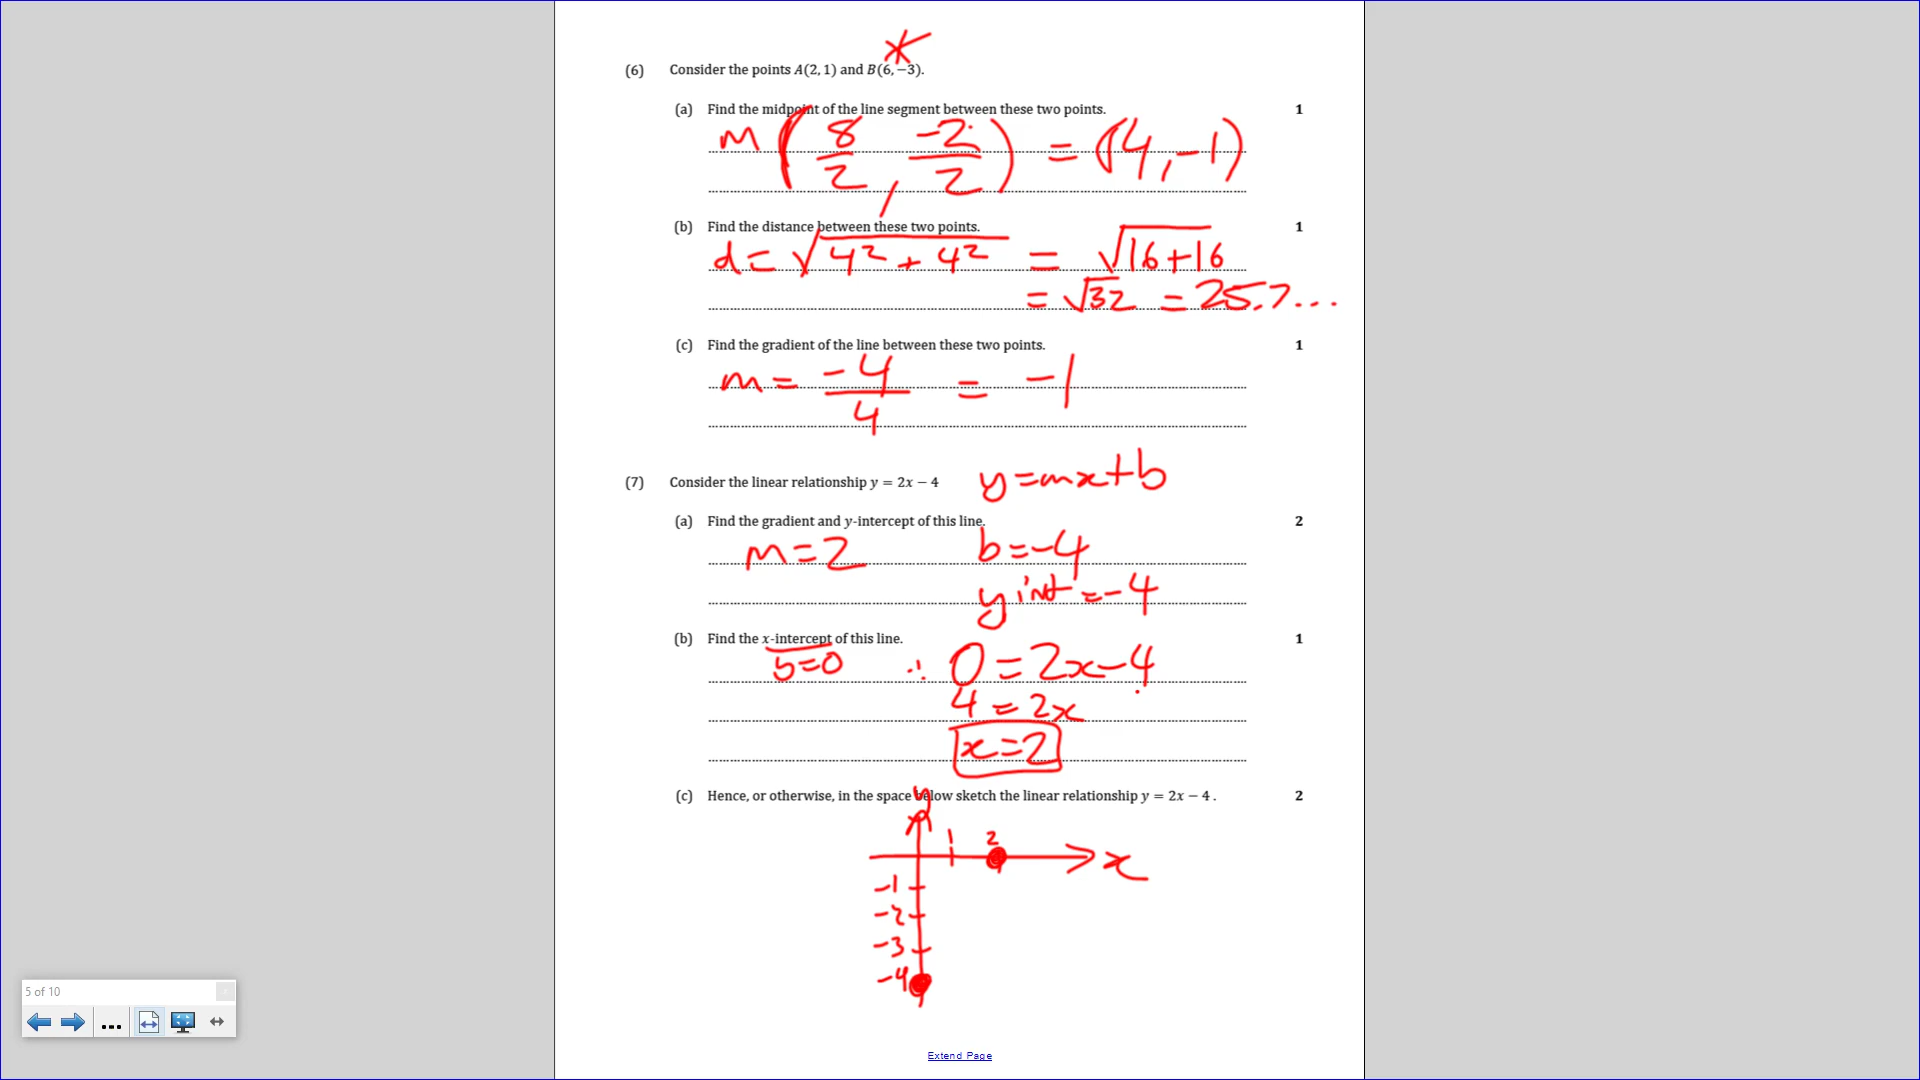 (6) Consider the points A(2, 1) and B(6, −3).
(a) Find the midpoint of the line segment between these two points. 1
m (8/2, -2/2) = (4, -1)
(b) Find the distance between these two points. 1
d = √4² + 4² = √16+16
= √32 = 25.7...
(c) Find the gradient of the line between these two points. 1
m = -4/4 = -1
(7) Consider the linear relationship y = 2x − 4 y = mx + b
(a) Find the gradient and y-intercept of this line. 2
m = 2 b = -4
y int = -4
(b) Find the x-intercept of this line. 1
b=0 ∴ 0 = 2x - 4
4 = 2x
x = 2
(c) Hence, or otherwise, in the space below sketch the linear relationship y = 2x − 4 . 2
y
1 2
x
-1
-2
-3
-4
5 of 10
...
Extend Page